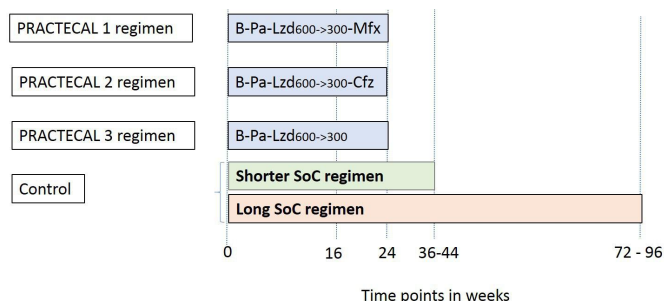 PRACTECAL 1 regimen
B-Pa-Lzd600->300-Mfx
PRACTECAL 2 regimen
B-Pa-Lzd600->300-Cfz
PRACTECAL 3 regimen
B-Pa-Lzd600->300
Control
Shorter SoC regimen
Long SoC regimen
0 16 24 36-44 72 - 96
Time points in weeks